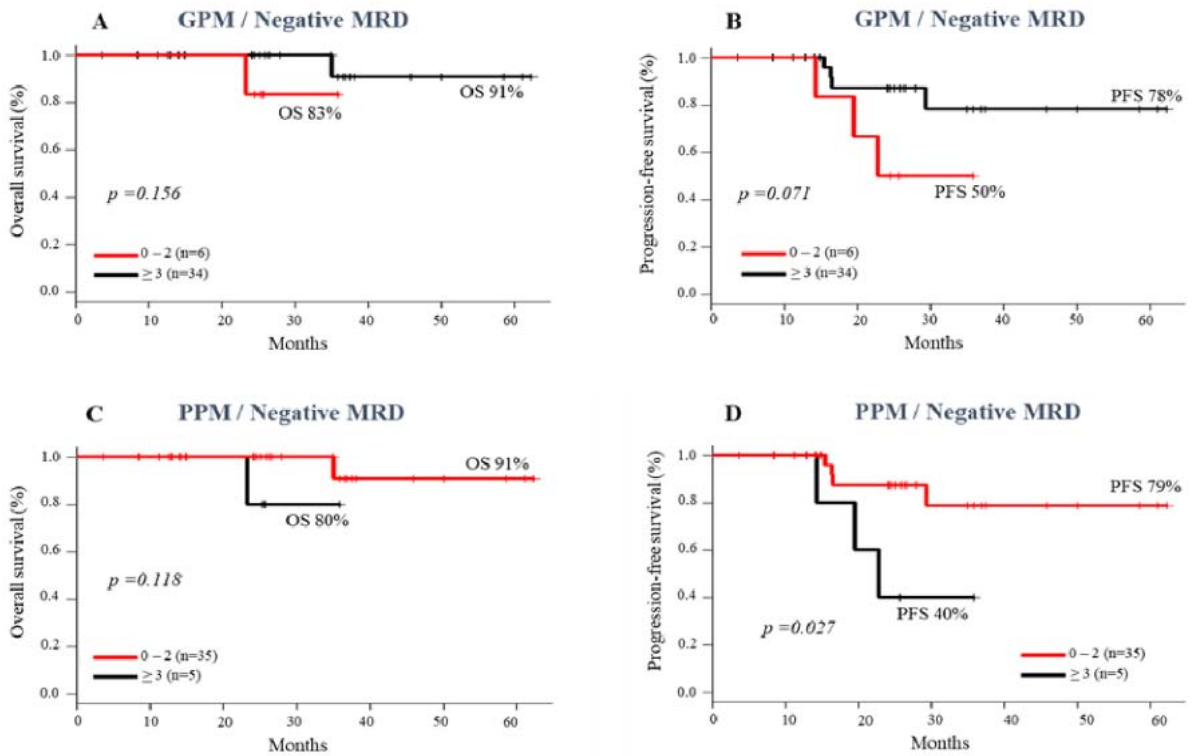 A GPM / Negative MRD
1.0
0.8
0.6
0.4
0.2
0.0
Overall survival (%)
OS 91%
OS 83%
p =0.156
0 – 2 (n=6)
≥ 3 (n=34)
0 10 20 30 40 50 60
Months
B GPM / Negative MRD
1.0
0.8
0.6
0.4
0.2
0.0
Progression-free survival (%)
PFS 78%
PFS 50%
p =0.071
0 – 2 (n=6)
≥ 3 (n=34)
0 10 20 30 40 50 60
Months
C PPM / Negative MRD
1.0
0.8
0.6
0.4
0.2
0.0
Overall survival (%)
OS 91%
OS 80%
p =0.118
0 – 2 (n=35)
≥ 3 (n=5)
0 10 20 30 40 50 60
Months
D PPM / Negative MRD
1.0
0.8
0.6
0.4
0.2
0.0
Progression-free survival (%)
PFS 79%
PFS 40%
p =0.027
0 – 2 (n=35)
≥ 3 (n=5)
0 10 20 30 40 50 60
Months